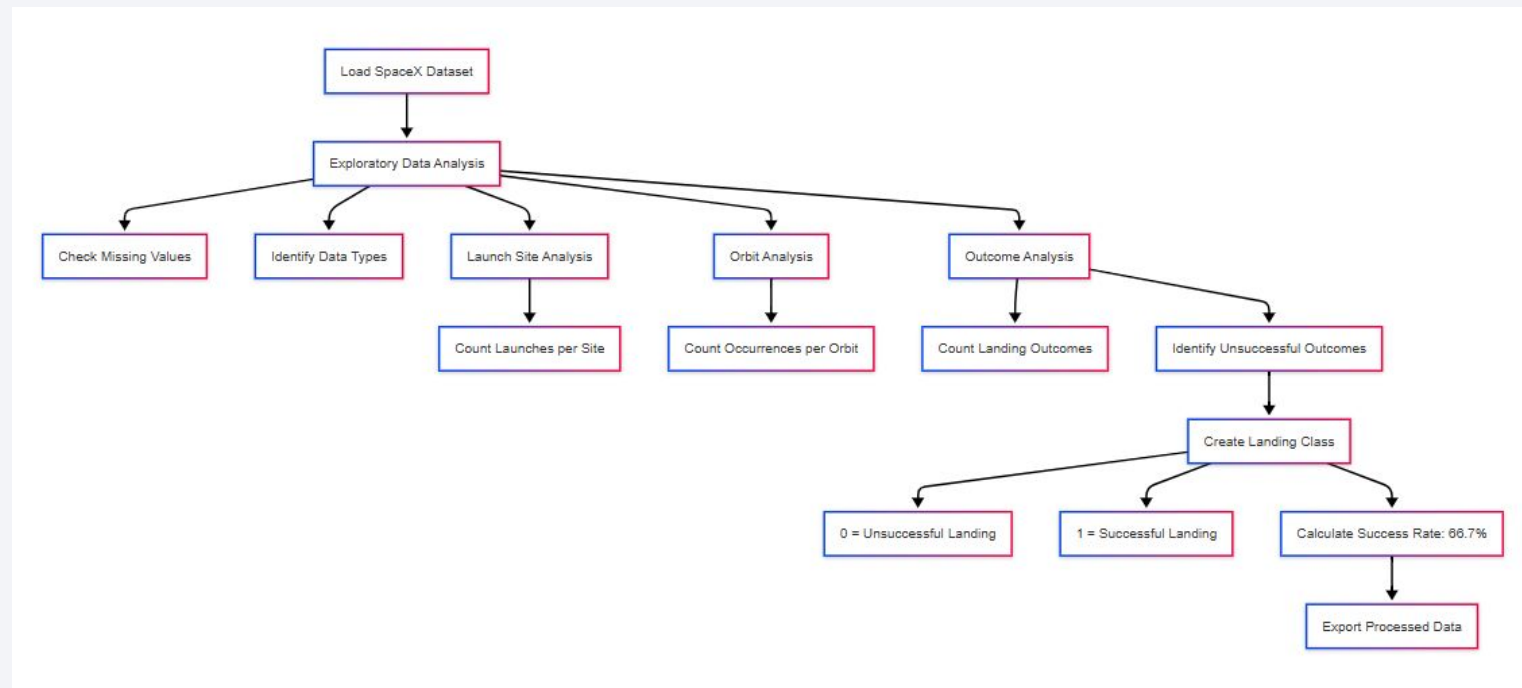 Load SpaceX Dataset
Exploratory Data Analysis
Check Missing Values
Identify Data Types
Launch Site Analysis
Orbit Analysis
Outcome Analysis
Count Launches per Site
Count Occurrences per Orbit
Count Landing Outcomes
Identify Unsuccessful Outcomes
Create Landing Class
0 = Unsuccessful Landing
1 = Successful Landing
Calculate Success Rate: 66.7%
Export Processed Data